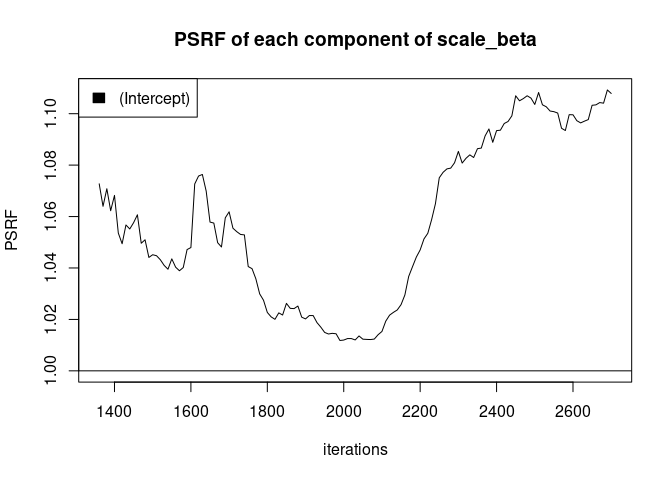 PSRF of each component of scale_beta
(Intercept)
PSRF
1.10
1.08
1.06
1.04
1.02
1.00
1400 1600 1800 2000 2200 2400 2600
iterations